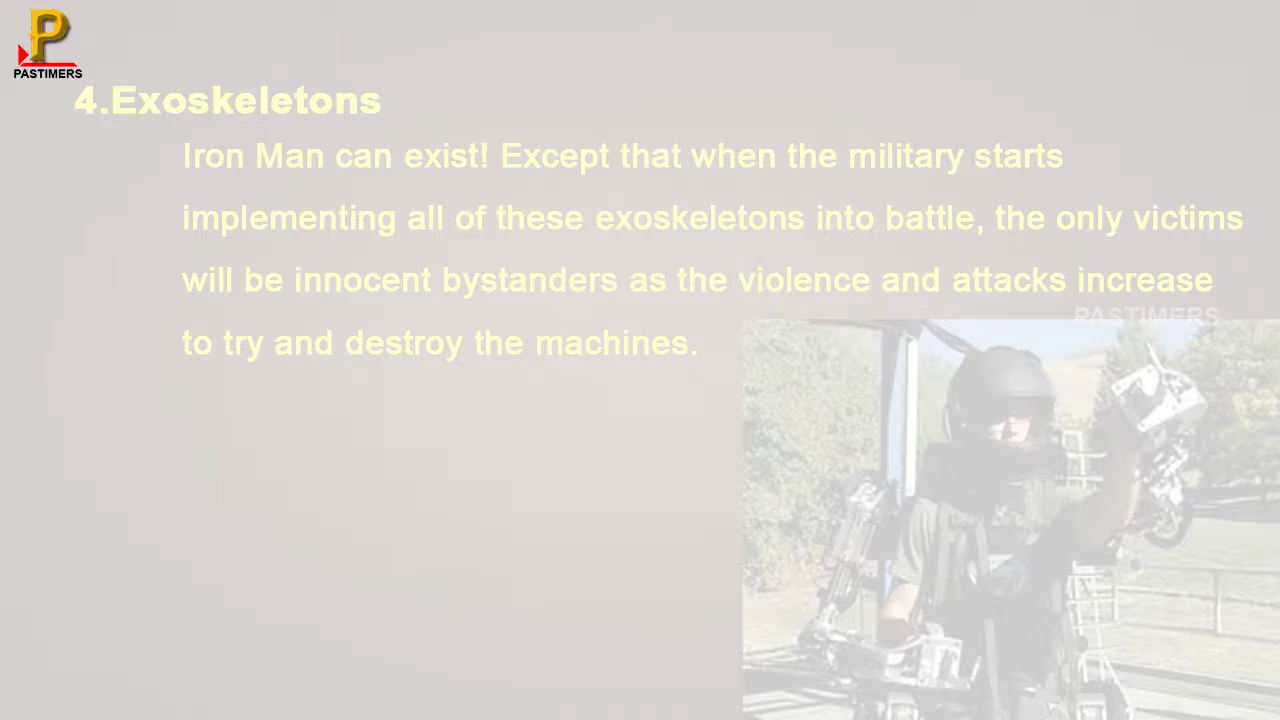 P
PASTIMERS
4.Exoskeletons
Iron Man can exist! Except that when the military starts
implementing all of these exoskeletons into battle, the only victims
will be innocent bystanders as the violence and attacks increase
to try and destroy the machines.
PASTIMERS